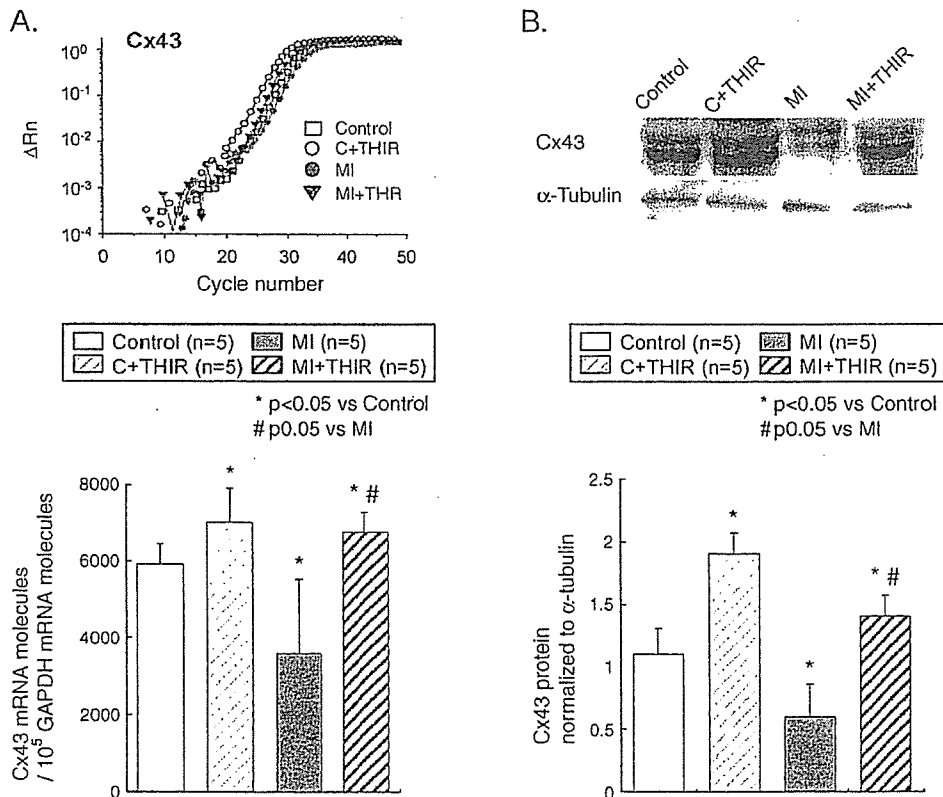 A.
Cx43
10⁰
10⁻¹
10⁻²
10⁻³
10⁻⁴
ΔRn
0 10 20 30 40 50
Cycle number
Control
C+THIR
MI
MI+THR
Control (n=5) MI (n=5)
C+THIR (n=5) MI+THIR (n=5)
* p<0.05 vs Control
# p0.05 vs MI
8000
6000
4000
2000
0
Cx43 mRNA molecules
/ 10⁵ GAPDH mRNA molecules
*
*
* #
B.
Control C+THIR MI MI+THIR
Cx43
α-Tubulin
Control (n=5) MI (n=5)
C+THIR (n=5) MI+THIR (n=5)
* p<0.05 vs Control
# p0.05 vs MI
2.5
2
1.5
1
0.5
0
Cx43 protein
normalized to α-tubulin
*
*
* #